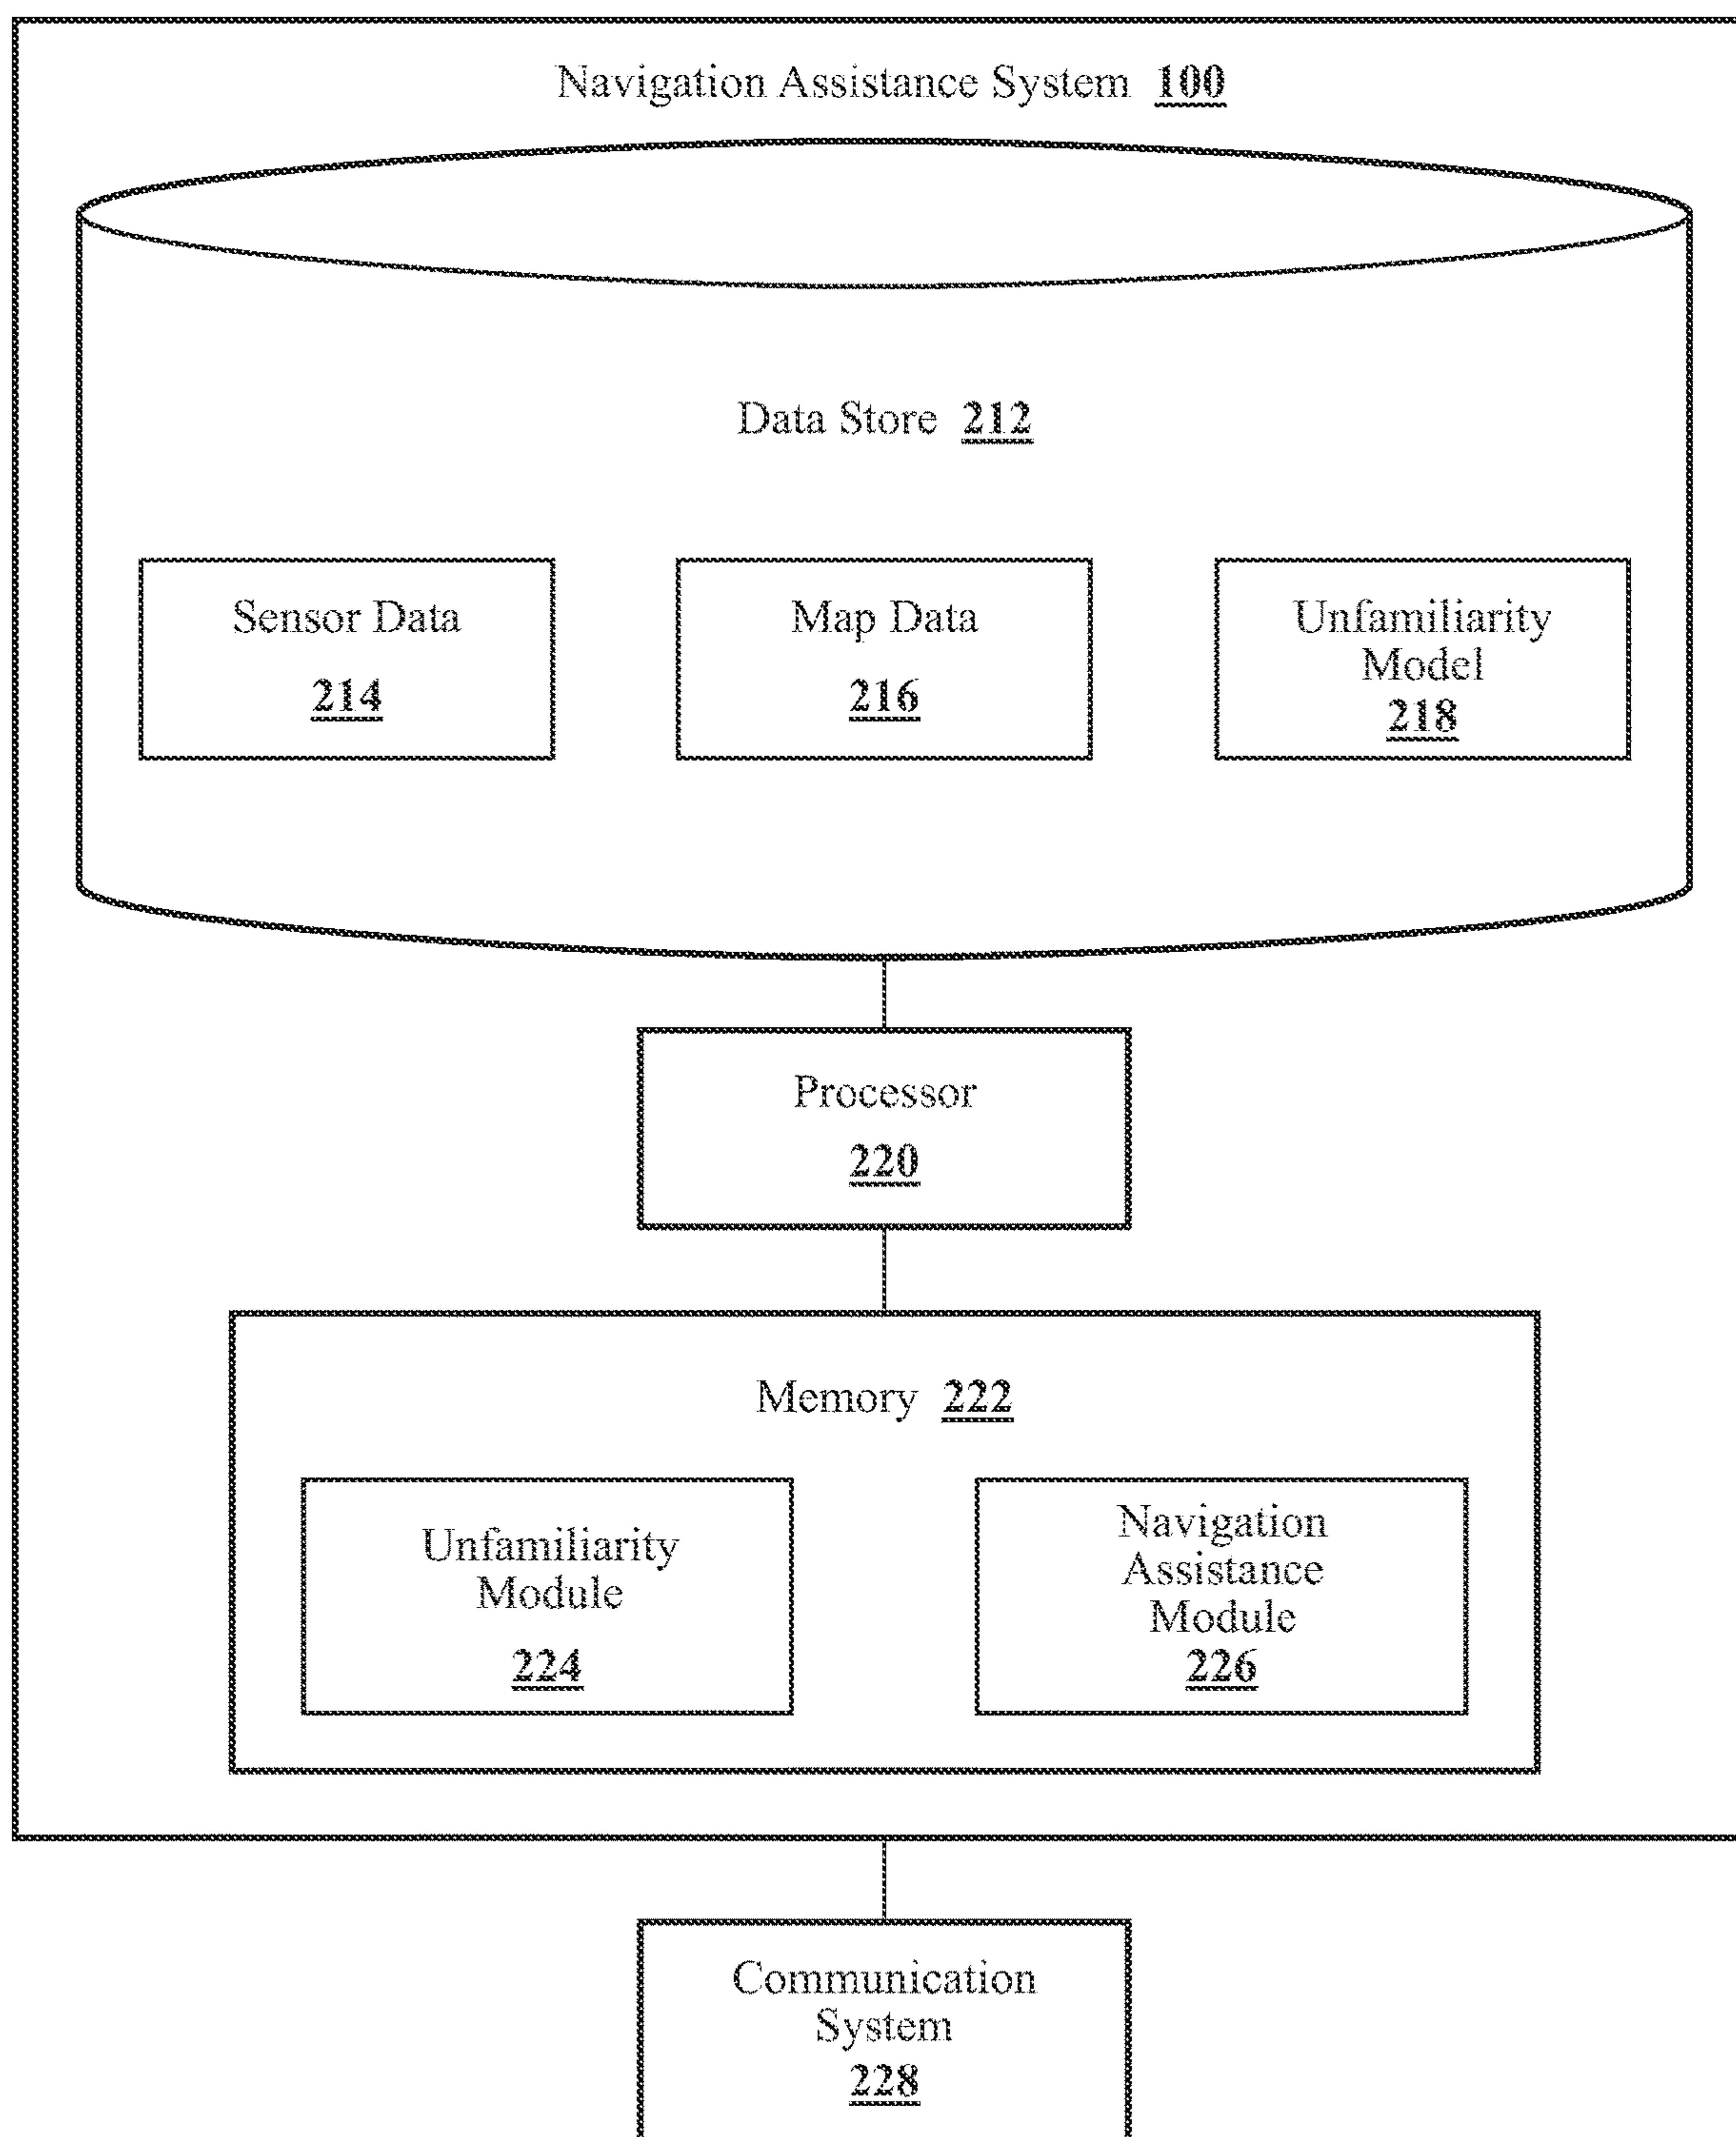 Navigation Assistance System 100
Data Store 212
Sensor Data
214
Map Data
216
Unfamiliarity
Model
218
Processor
220
Memory 222
Unfamiliarity
Module
224
Navigation
Assistance
Module
226
Communication
System
228